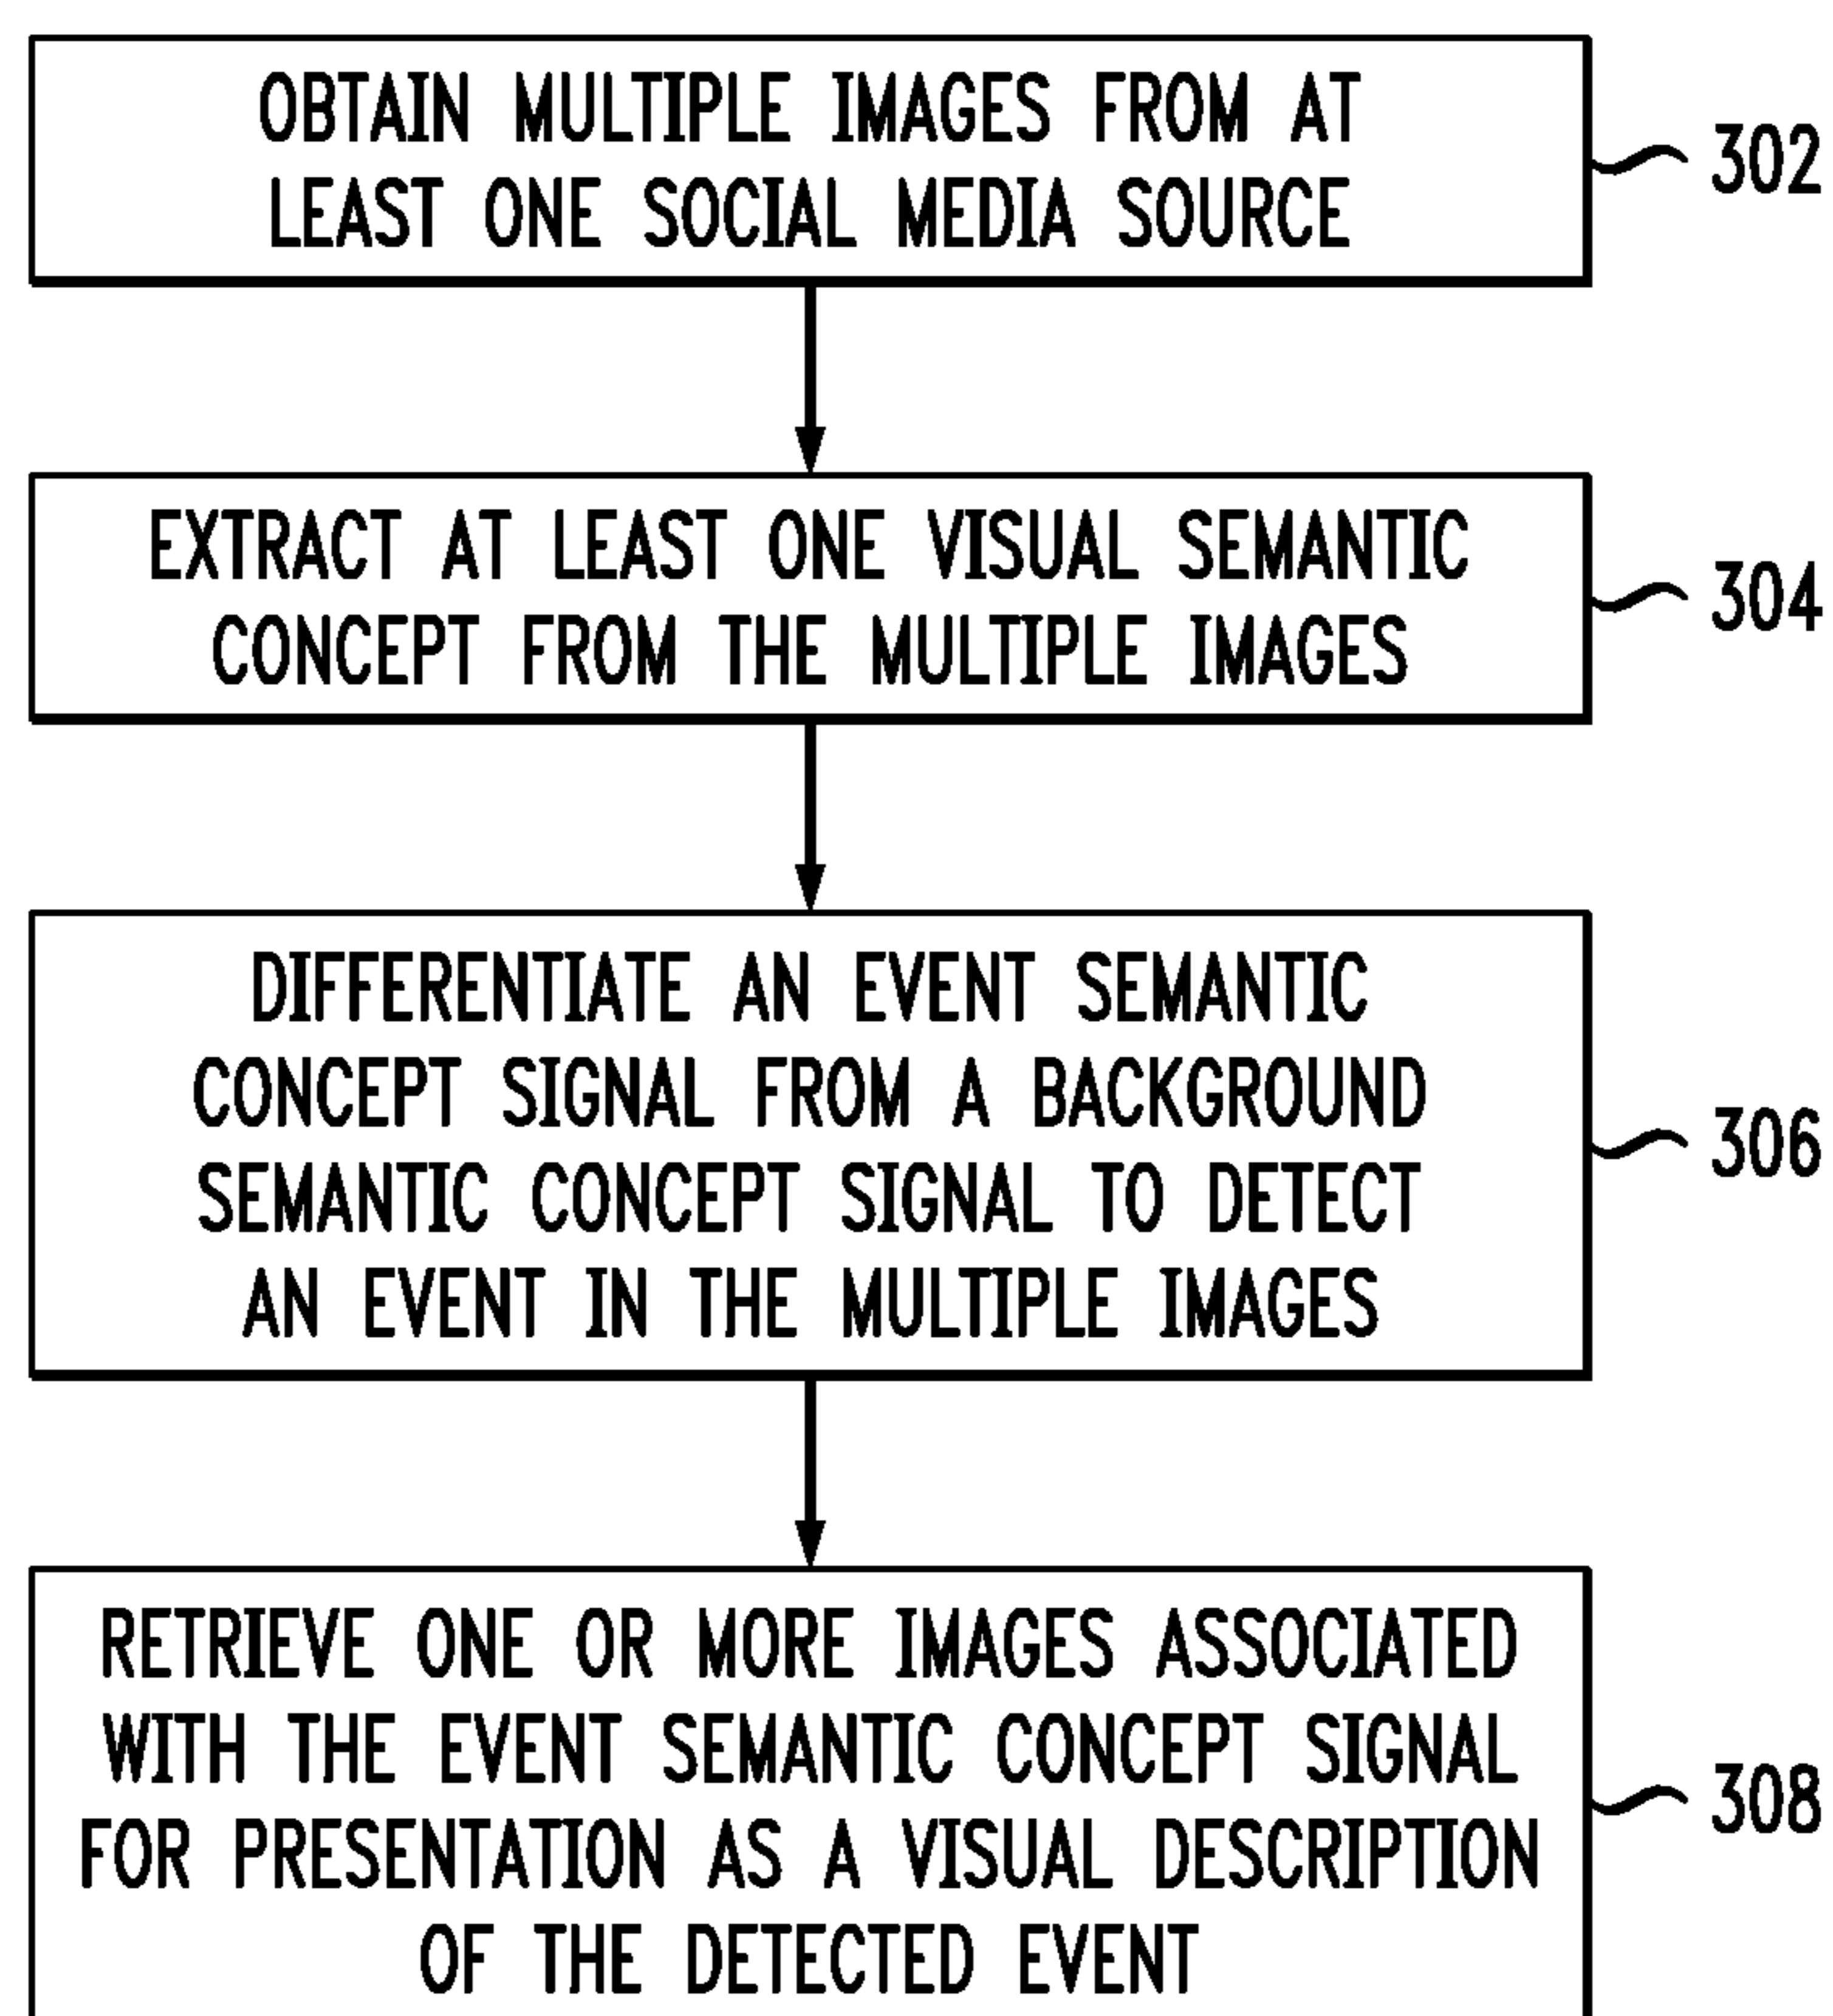 OBTAIN MULTIPLE IMAGES FROM AT
LEAST ONE SOCIAL MEDIA SOURCE
302
EXTRACT AT LEAST ONE VISUAL SEMANTIC
CONCEPT FROM THE MULTIPLE IMAGES
304
DIFFERENTIATE AN EVENT SEMANTIC
CONCEPT SIGNAL FROM A BACKGROUND
SEMANTIC CONCEPT SIGNAL TO DETECT
AN EVENT IN THE MULTIPLE IMAGES
306
RETRIEVE ONE OR MORE IMAGES ASSOCIATED
WITH THE EVENT SEMANTIC CONCEPT SIGNAL
FOR PRESENTATION AS A VISUAL DESCRIPTION
OF THE DETECTED EVENT
308